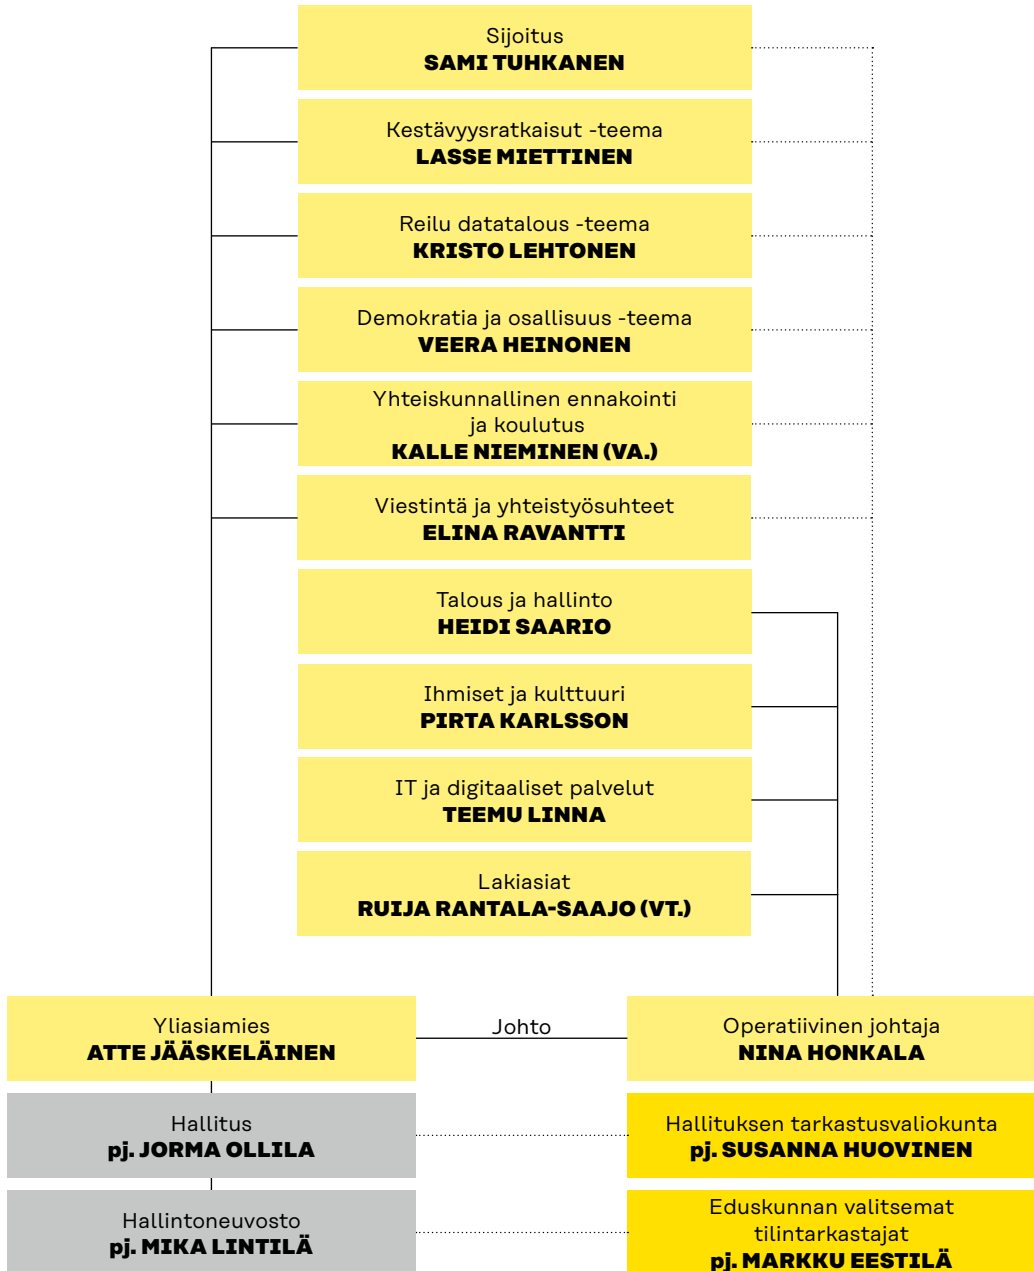 Sijoitus
SAMI TUHKANEN
Kestävyysratkaisut -teema
LASSE MIETTINEN
Reilu datatalous -teema
KRISTO LEHTONEN
Demokratia ja osallisuus -teema
VEERA HEINONEN
Yhteiskunnallinen ennakointi
ja koulutus
KALLE NIEMINEN (VA.)
Viestintä ja yhteistyösuhteet
ELINA RAVANTTI
Talous ja hallinto
HEIDI SAARIO
Ihmiset ja kulttuuri
PIRTA KARLSSON
IT ja digitaaliset palvelut
TEEMU LINNA
Lakiasiat
RUIJA RANTALA-SAAJO (VT.)
Yliasiamies
ATTE JÄÄSKELÄINEN
Johto
Operatiivinen johtaja
NINA HONKALA
Hallitus
pj. JORMA OLLILA
Hallituksen tarkastusvaliokunta
pj. SUSANNA HUOVINEN
Hallintoneuvosto
pj. MIKA LINTILÄ
Eduskunnan valitsemat
tilintarkastajat
pj. MARKKU EESTILÄ